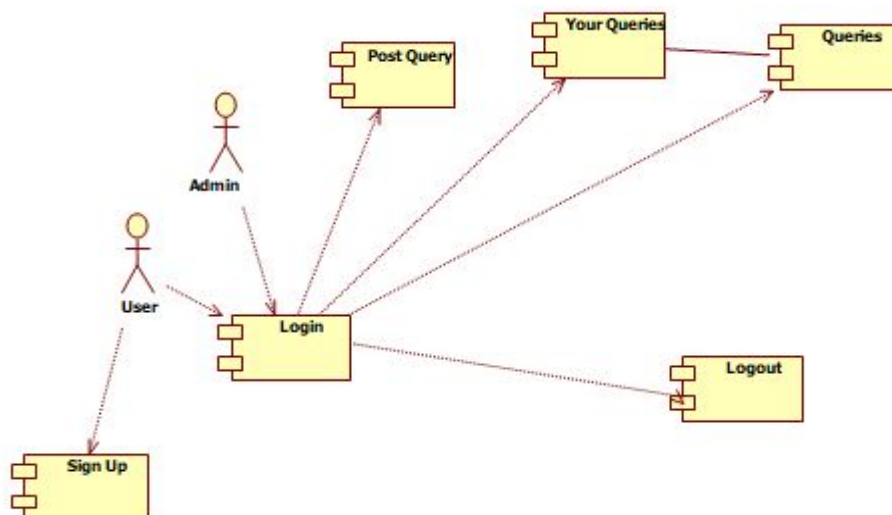 Your Queries
Queries
Post Query
Admin
User
Login
Logout
Sign Up